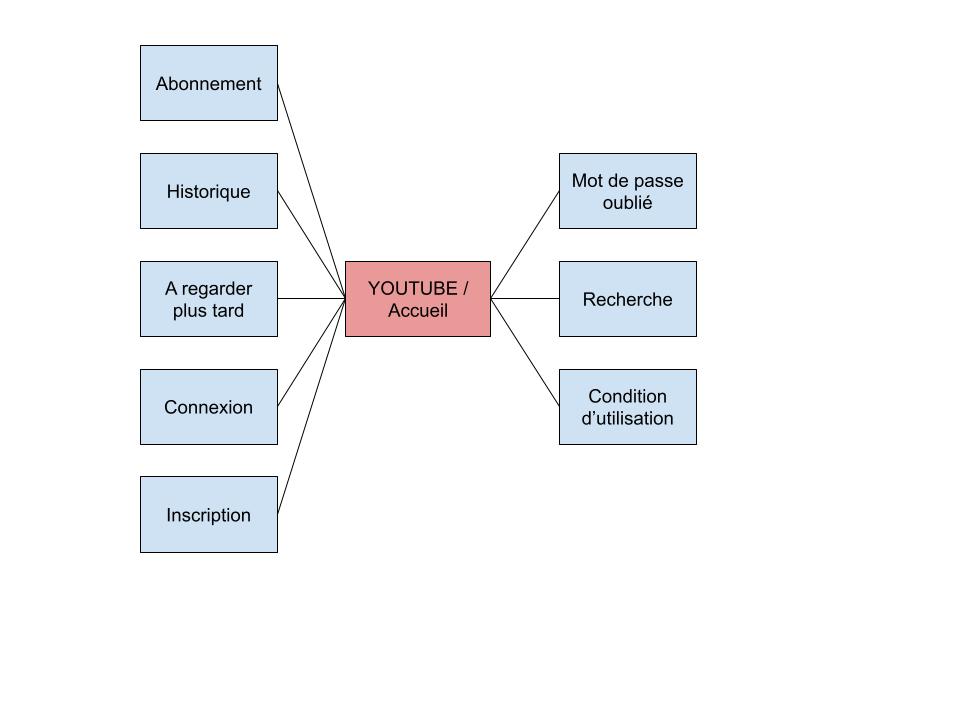 Abonnement
Historique
A regarder
plus tard
Connexion
Inscription
YOUTUBE /
Accueil
Mot de passe
oublié
Recherche
Condition
d’utilisation